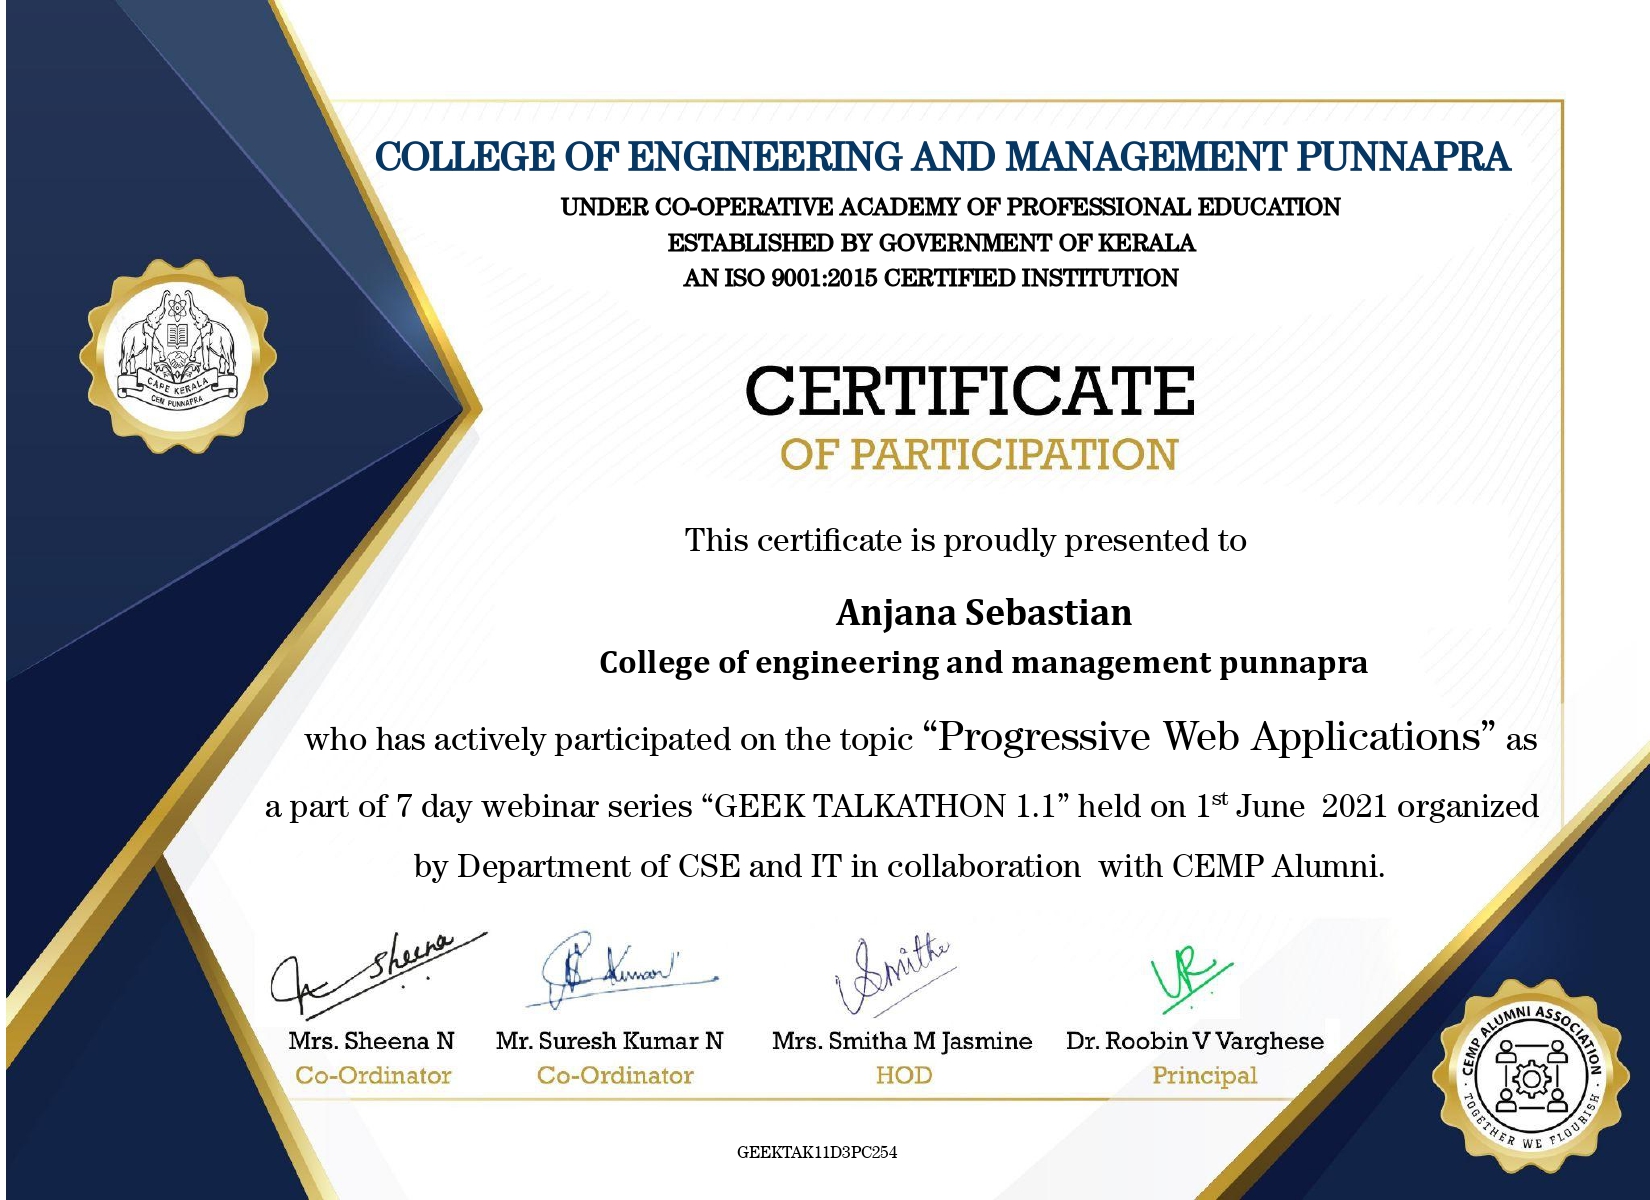 COLLEGE OF ENGINEERING AND MANAGEMENT PUNNAPRA
UNDER CO-OPERATIVE ACADEMY OF PROFESSIONAL EDUCATION
ESTABLISHED BY GOVERNMENT OF KERALA
AN ISO 9001:2015 CERTIFIED INSTITUTION
CAPE KERALA
CEM PUNNAPRA
CERTIFICATE
OF PARTICIPATION
This certificate is proudly presented to
Anjana Sebastian
College of engineering and management punnapra
who has actively participated on the topic “Progressive Web Applications” as
a part of 7 day webinar series “GEEK TALKATHON 1.1” held on 1st June 2021 organized
by Department of CSE and IT in collaboration with CEMP Alumni.
Sheena
Kumar
Smitha
VR
Mrs. Sheena N
Mr. Suresh Kumar N
Mrs. Smitha M Jasmine
Dr. Roobin V Varghese
Co-Ordinator
Co-Ordinator
HOD
Principal
CEMP ALUMNI ASSOCIATION
· TOGETHER WE FLOURISH ·
GEEKTAK11D3PC254